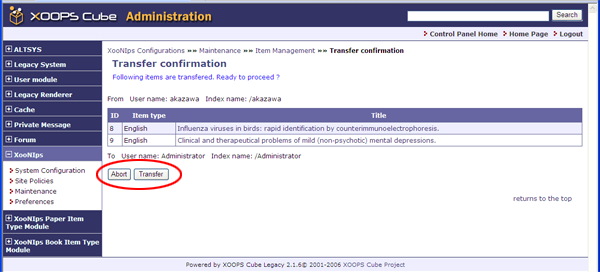 XOOPS Cube Administration
Search
Control Panel Home Home Page Logout
ALTSYS
Legacy System
User module
Legacy Renderer
Cache
Private Message
Forum
XooNIps
System Configuration
Site Policies
Maintenance
Preferences
XooNIps Paper Item
Type Module
XooNIps Book Item Type
Module
XooNIps Configurations »» Maintenance »» Item Management »» Transfer confirmation
Transfer confirmation
Following items are transfered. Ready to proceed ?
From User name: akazawa Index name: /akazawa
ID Item type Title
8 English Influenza viruses in birds: rapid identification by counterimmunoelectrophoresis.
9 English Clinical and therapeutical problems of mild (non-psychotic) mental depressions.
To User name: Administrator Index name: /Administrator
Abort Transfer
returns to the top
Powered by XOOPS Cube Legacy 2.1.6© 2001-2006 XOOPS Cube Project